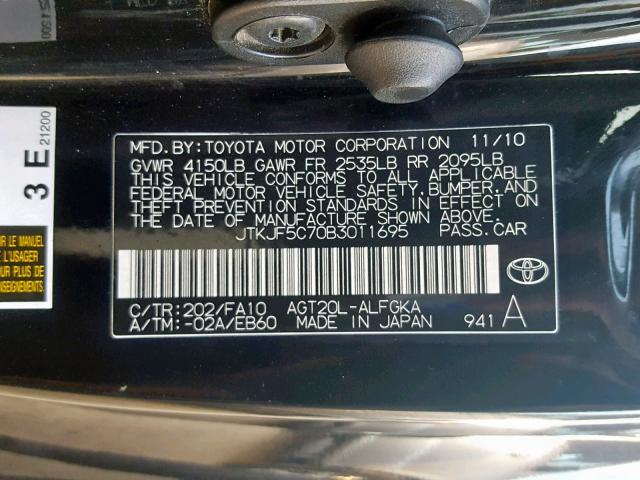 MFD.BY:TOYOTA MOTOR CORPORATION 11/10
GVWR 4150LB GAWR FR 2535LB RR 2095LB
THIS VEHICLE CONFORMS TO ALL APPLICABLE
FEDERAL MOTOR VEHICLE SAFETY, BUMPER, AND
THEFT PREVENTION STANDARDS IN EFFECT ON
THE DATE OF MANUFACTURE SHOWN ABOVE.
JTKJF5C70B3011695 PASS.CAR
C/TR:202/FA10 AGT20L-ALFGKA
A/TM:-02A/EB60 MADE IN JAPAN 941 A
3 E
21200
R LE MANUEL
L'USAGER
POUR PLUS DE
RENSEIGNEMENTS